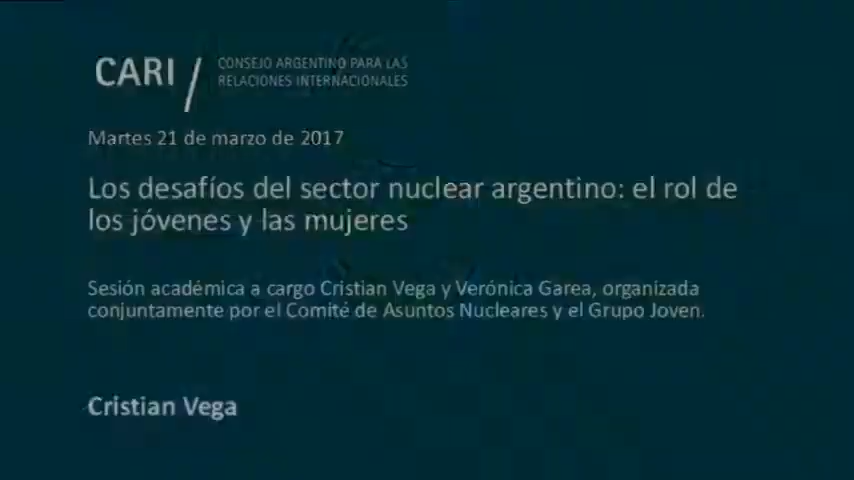 CARI
CONSEJO ARGENTINO PARA LAS
RELACIONES INTERNACIONALES
Martes 21 de marzo de 2017
Los desafíos del sector nuclear argentino: el rol de
los jóvenes y las mujeres
Sesión académica a cargo Cristian Vega y Verónica Garea, organizada
conjuntamente por el Comité de Asuntos Nucleares y el Grupo Joven.
Cristian Vega